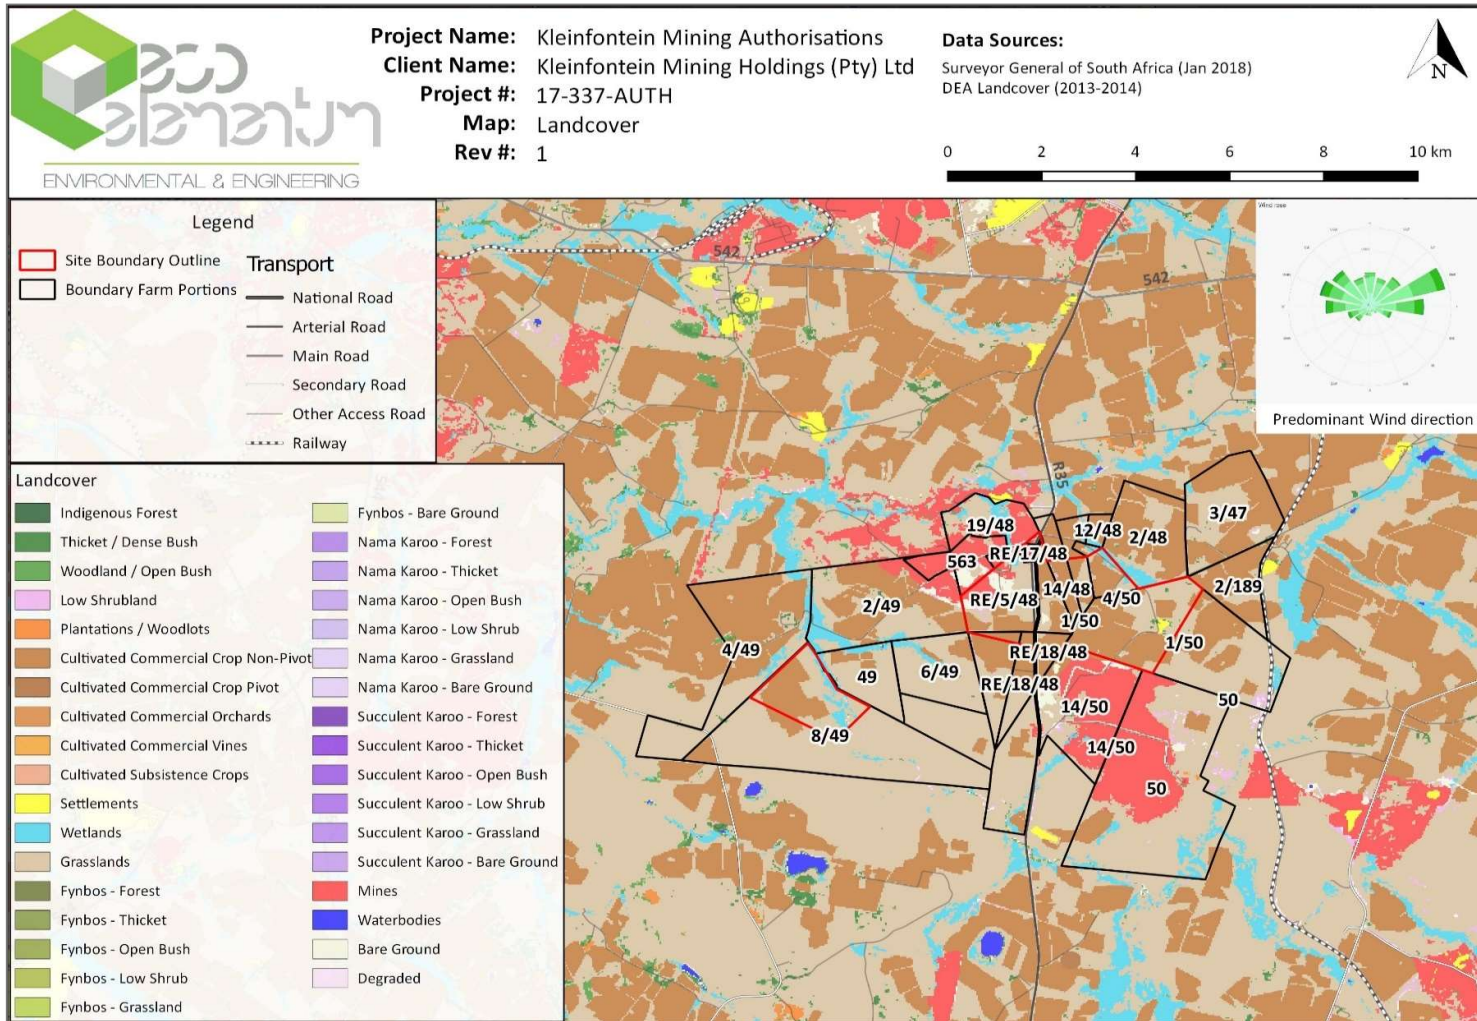 eco
elementum
ENVIRONMENTAL & ENGINEERING
Project Name: Kleinfontein Mining Authorisations
Client Name: Kleinfontein Mining Holdings (Pty) Ltd
Project #: 17-337-AUTH
Map: Landcover
Rev #: 1
Data Sources:
Surveyor General of South Africa (Jan 2018)
DEA Landcover (2013-2014)
N
0 2 4 6 8 10 km
Legend
Site Boundary Outline
Boundary Farm Portions
Transport
National Road
Arterial Road
Main Road
Secondary Road
Other Access Road
Railway
Landcover
Indigenous Forest
Thicket / Dense Bush
Woodland / Open Bush
Low Shrubland
Plantations / Woodlots
Cultivated Commercial Crop Non-Pivot
Cultivated Commercial Crop Pivot
Cultivated Commercial Orchards
Cultivated Commercial Vines
Cultivated Subsistence Crops
Settlements
Wetlands
Grasslands
Fynbos - Forest
Fynbos - Thicket
Fynbos - Open Bush
Fynbos - Low Shrub
Fynbos - Grassland
Fynbos - Bare Ground
Nama Karoo - Forest
Nama Karoo - Thicket
Nama Karoo - Open Bush
Nama Karoo - Low Shrub
Nama Karoo - Grassland
Nama Karoo - Bare Ground
Succulent Karoo - Forest
Succulent Karoo - Thicket
Succulent Karoo - Open Bush
Succulent Karoo - Low Shrub
Succulent Karoo - Grassland
Succulent Karoo - Bare Ground
Mines
Waterbodies
Bare Ground
Degraded
Wind rose
Predominant Wind direction
542
542
R35
3/47
19/48
12/48
2/48
RE/17/48
563
2/189
14/48
4/50
2/49
RE/5/48
1/50
1/50
4/49
RE/18/48
49
6/49
RE/18/48
50
14/50
8/49
14/50
50